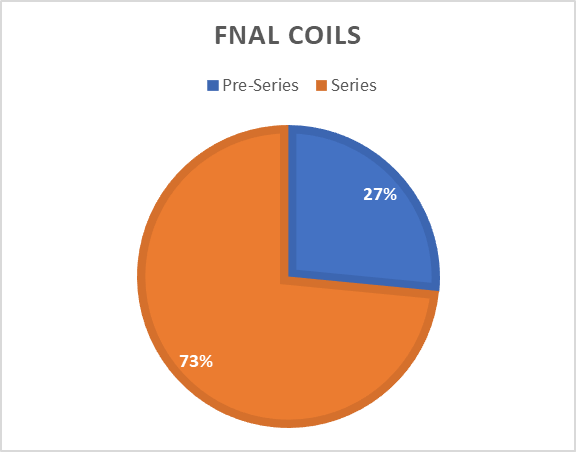 FNAL COILS
Pre-Series Series
27%
73%